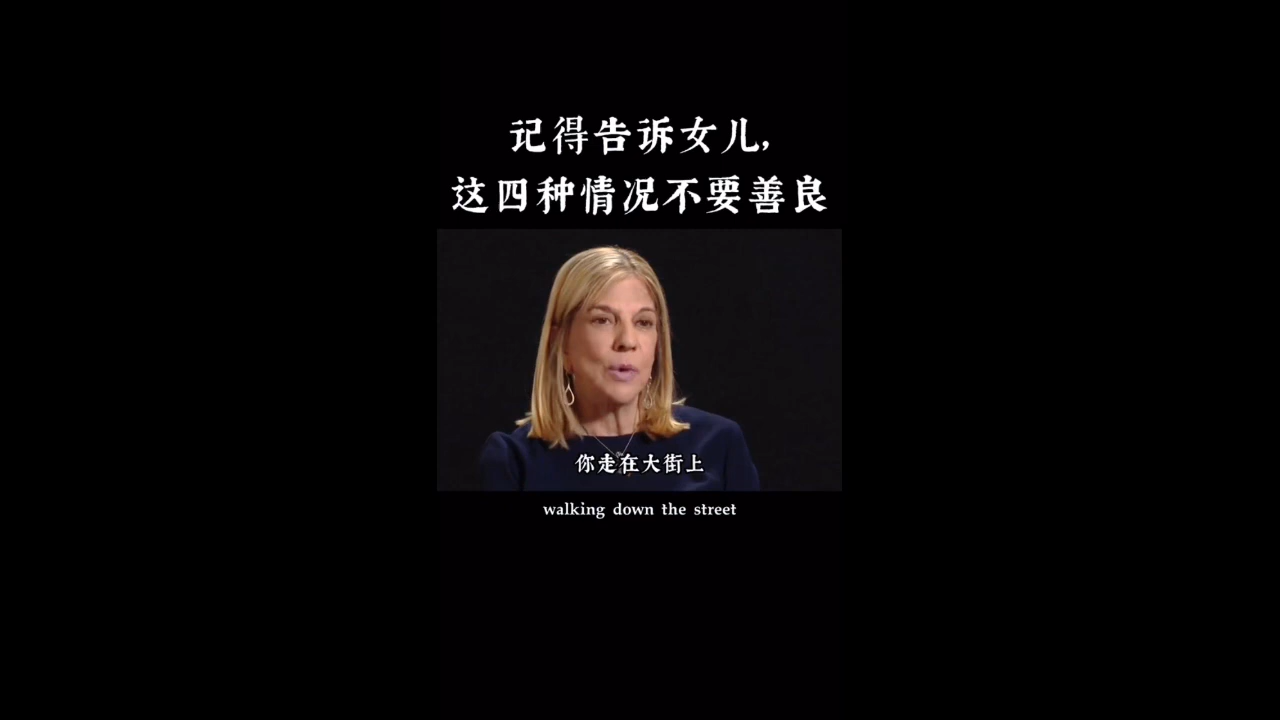 记得告诉女儿，
这四种情况不要善良
你走在大街上
walking down the street